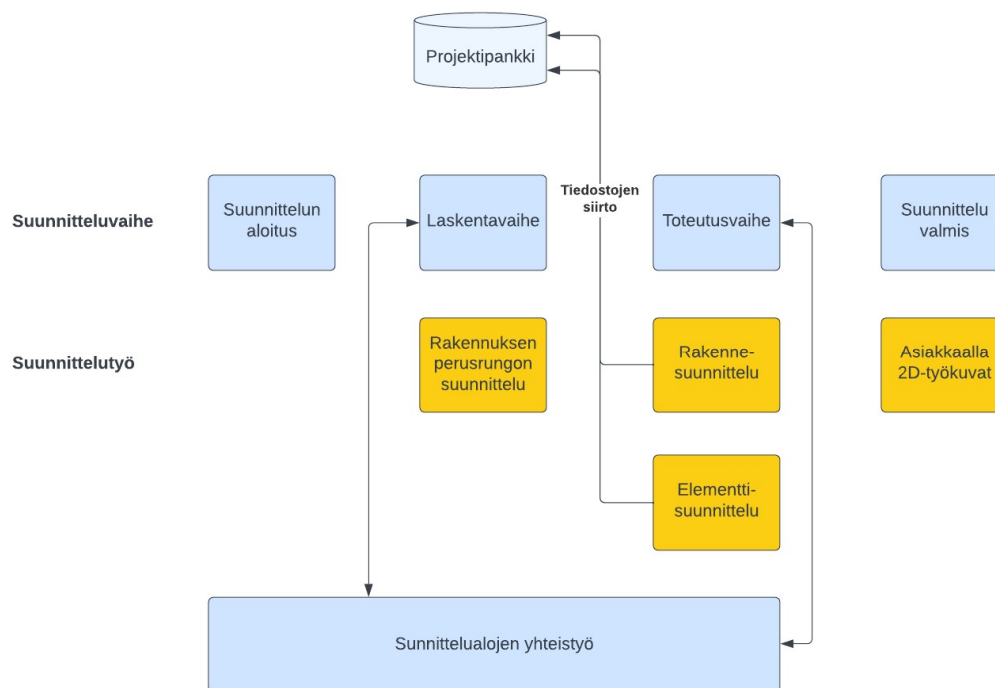 Projektipankki
Tiedostojen
siirto
Suunnitteluvaihe
Suunnittelun
aloitus
Laskentavaihe
Toteutusvaihe
Suunnittelu
valmis
Suunnittelutyö
Rakennuksen
perusrungon
suunnittelu
Rakenne-
suunnittelu
Asiakkaalla
2D-työkuvat
Elementti-
suunnittelu
Sunnittelualojen yhteistyö